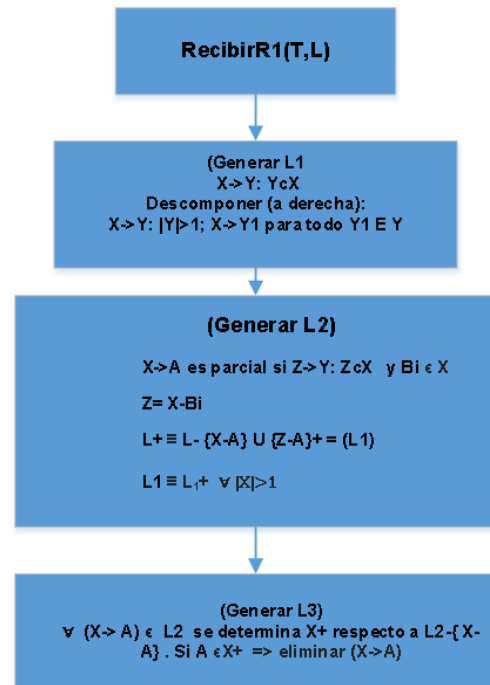 RecibirR1(T,L)
(Generar L1
X->Y: YcX
Descomponer (a derecha):
X->Y: |Y|>1; X->Y1 para todo Y1 E Y
(Generar L2)
X->A es parcial si Z->Y: ZcX y Bi ϵ X
Z= X-Bi
L+ ≡ L- {X-A} U {Z-A}+ = (L1)
L1 ≡ L₁+ ∀ |X|>1
(Generar L3)
∀ (X-> A) ϵ L2 se determina X+ respecto a L2-{ X-
A} . Si A ϵX+ => eliminar (X->A)